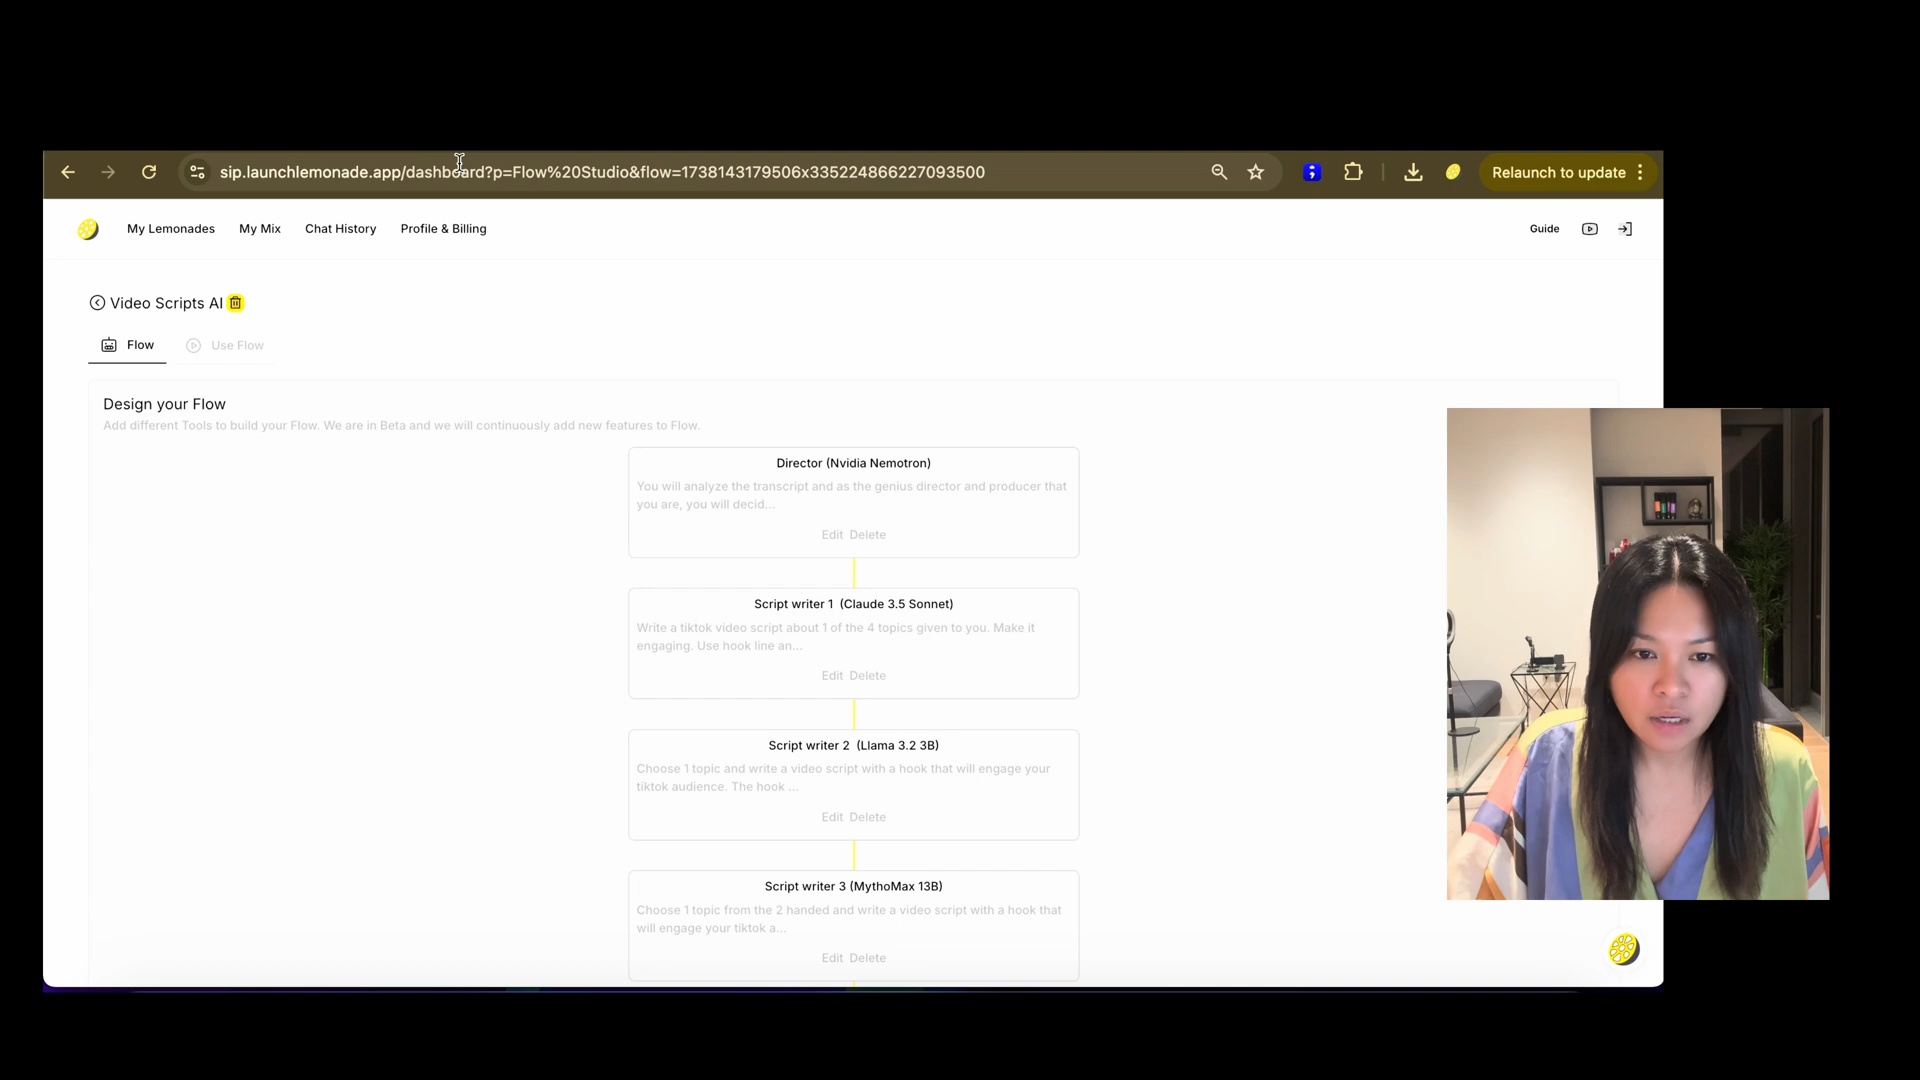 sip.launchlemonade.app/dashboard?p=Flow%20Studio&flow=1738143179506x335224866227093500
Relaunch to update
My Lemonades
My Mix
Chat History
Profile & Billing
Guide
Video Scripts AI
Flow
Use Flow
Design your Flow
Add different Tools to build your Flow. We are in Beta and we will continuously add new features to Flow.
Director (Nvidia Nemotron)
You will analyze the transcript and as the genius director and producer that
you are, you will decid...
Edit Delete
Script writer 1 (Claude 3.5 Sonnet)
Write a tiktok video script about 1 of the 4 topics given to you. Make it
engaging. Use hook line an...
Edit Delete
Script writer 2 (Llama 3.2 3B)
Choose 1 topic and write a video script with a hook that will engage your
tiktok audience. The hook ...
Edit Delete
Script writer 3 (MythoMax 13B)
Choose 1 topic from the 2 handed and write a video script with a hook that
will engage your tiktok a...
Edit Delete